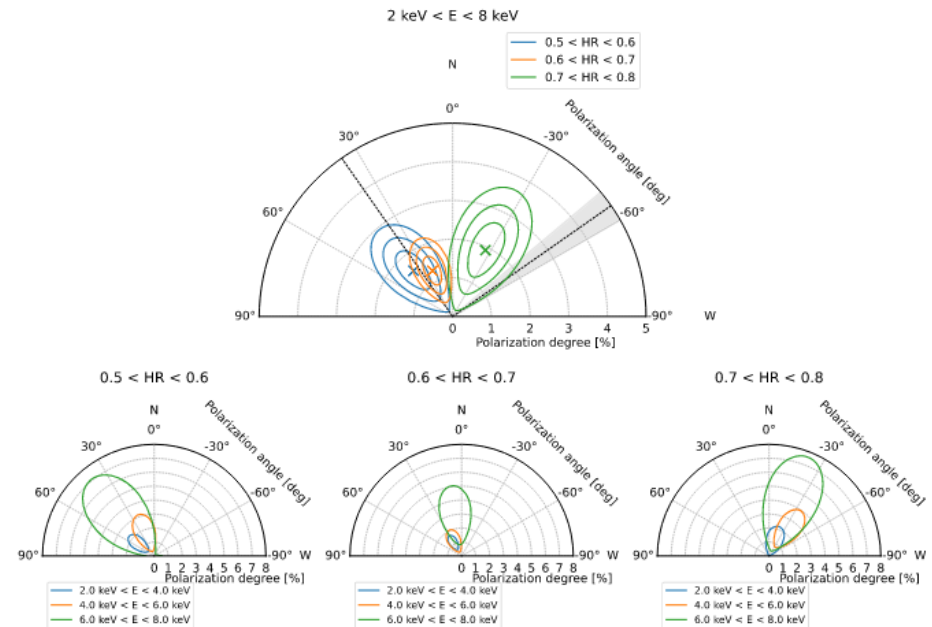 2 keV < E < 8 keV
0.5 < HR < 0.6
0.6 < HR < 0.7
0.7 < HR < 0.8
N
0°
30°
-30°
Polarization angle [deg]
60°
-60°
90°
-90°
W
0 1 2 3 4 5
Polarization degree [%]
0.5 < HR < 0.6
N
0°
30°
-30°
Polarization angle [deg]
60°
-60°
90°
-90°
W
0 1 2 3 4 5 6 7 8
Polarization degree [%]
2.0 keV < E < 4.0 keV
4.0 keV < E < 6.0 keV
6.0 keV < E < 8.0 keV
0.6 < HR < 0.7
N
0°
30°
-30°
Polarization angle [deg]
60°
-60°
90°
-90°
W
0 1 2 3 4 5 6 7 8
Polarization degree [%]
2.0 keV < E < 4.0 keV
4.0 keV < E < 6.0 keV
6.0 keV < E < 8.0 keV
0.7 < HR < 0.8
N
0°
30°
-30°
Polarization angle [deg]
60°
-60°
90°
-90°
W
0 1 2 3 4 5 6 7 8
Polarization degree [%]
2.0 keV < E < 4.0 keV
4.0 keV < E < 6.0 keV
6.0 keV < E < 8.0 keV